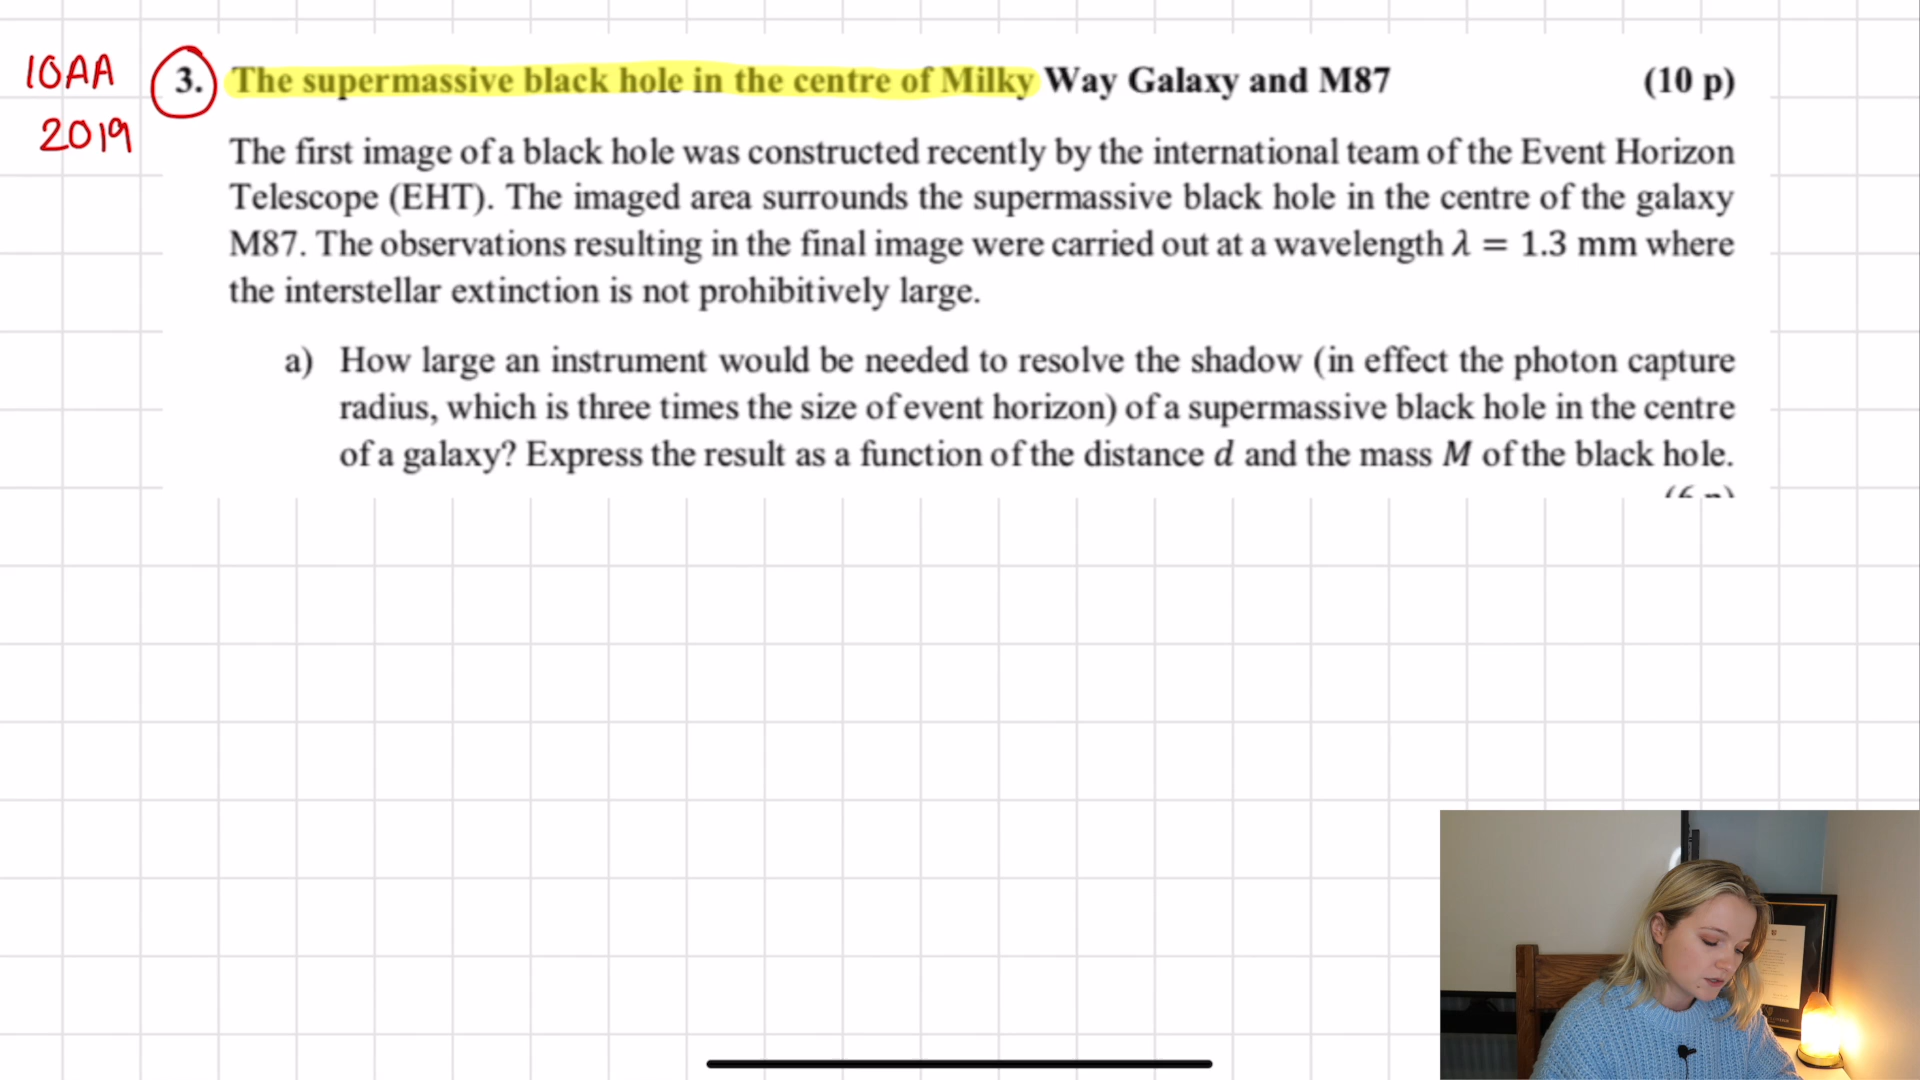 IOAA
2019
3. The supermassive black hole in the centre of Milky Way Galaxy and M87 (10 p)
The first image of a black hole was constructed recently by the international team of the Event Horizon
Telescope (EHT). The imaged area surrounds the supermassive black hole in the centre of the galaxy
M87. The observations resulting in the final image were carried out at a wavelength λ = 1.3 mm where
the interstellar extinction is not prohibitively large.
a) How large an instrument would be needed to resolve the shadow (in effect the photon capture
radius, which is three times the size of event horizon) of a supermassive black hole in the centre
of a galaxy? Express the result as a function of the distance d and the mass M of the black hole.